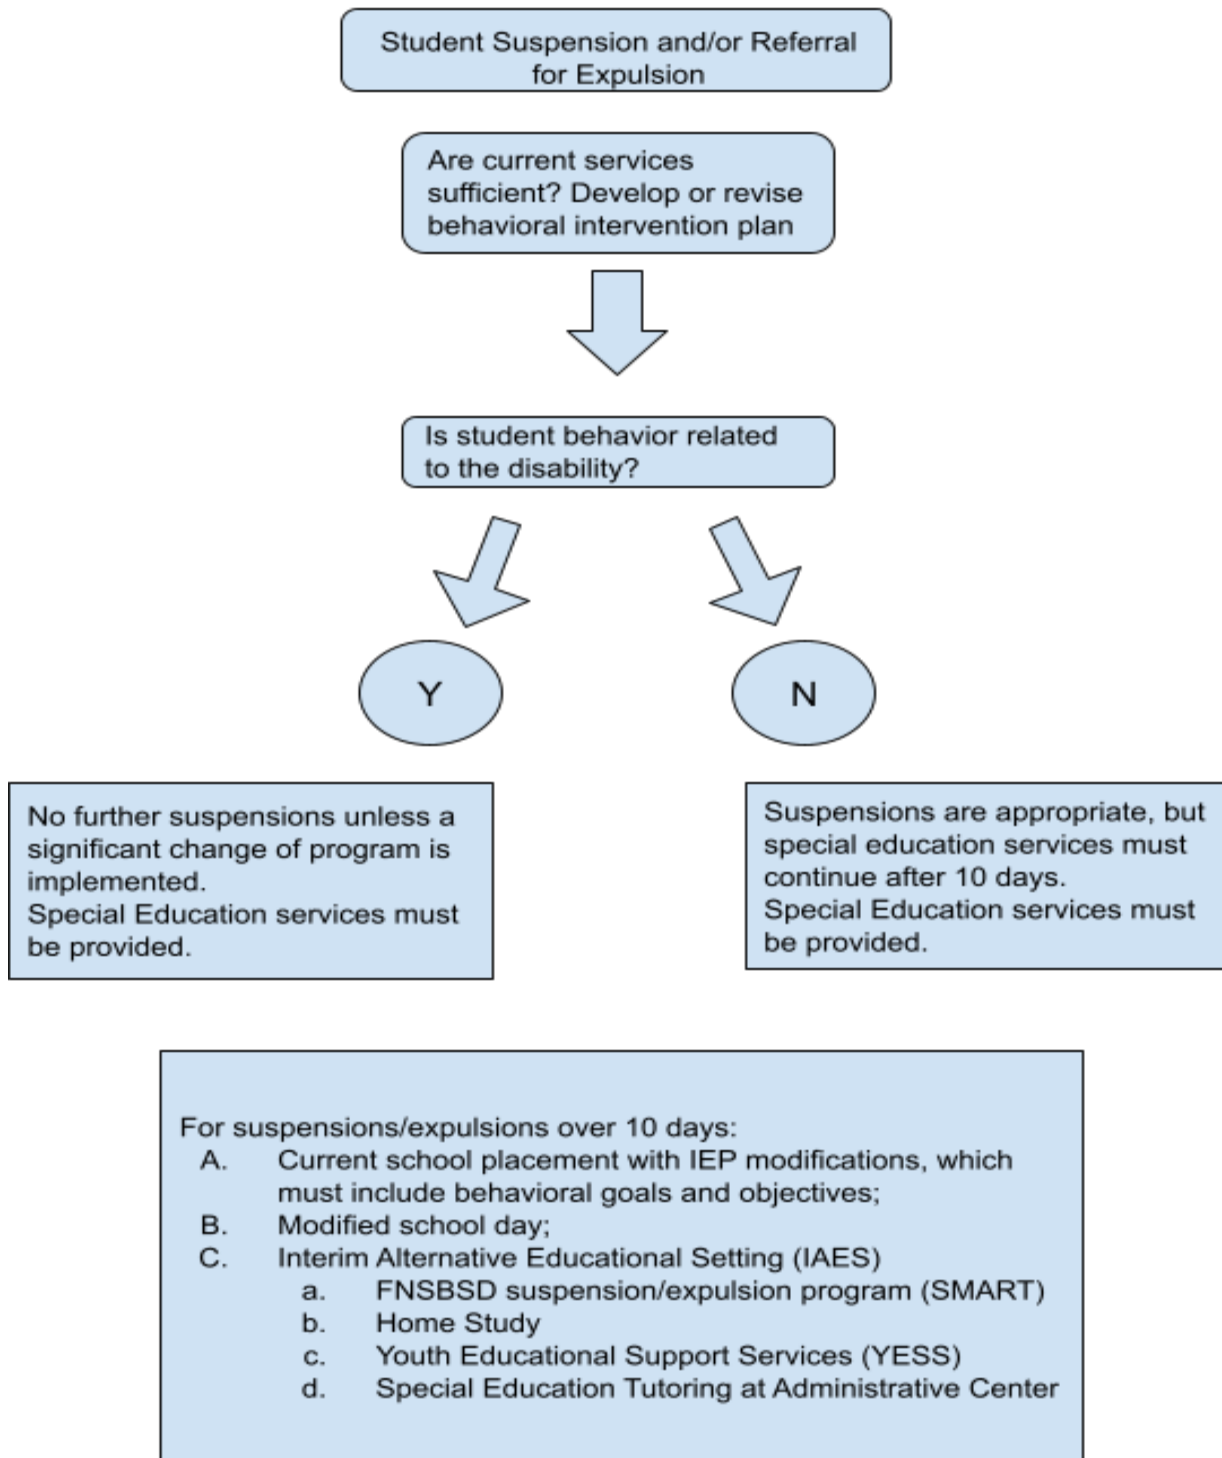 Student Suspension and/or Referral
for Expulsion
Are current services
sufficient? Develop or revise
behavioral intervention plan
Is student behavior related
to the disability?
Y
N
No further suspensions unless a
significant change of program is
implemented.
Special Education services must
be provided.
Suspensions are appropriate, but
special education services must
continue after 10 days.
Special Education services must
be provided.
For suspensions/expulsions over 10 days:
A. Current school placement with IEP modifications, which
must include behavioral goals and objectives;
B. Modified school day;
C. Interim Alternative Educational Setting (IAES)
a. FNSBSD suspension/expulsion program (SMART)
b. Home Study
c. Youth Educational Support Services (YESS)
d. Special Education Tutoring at Administrative Center